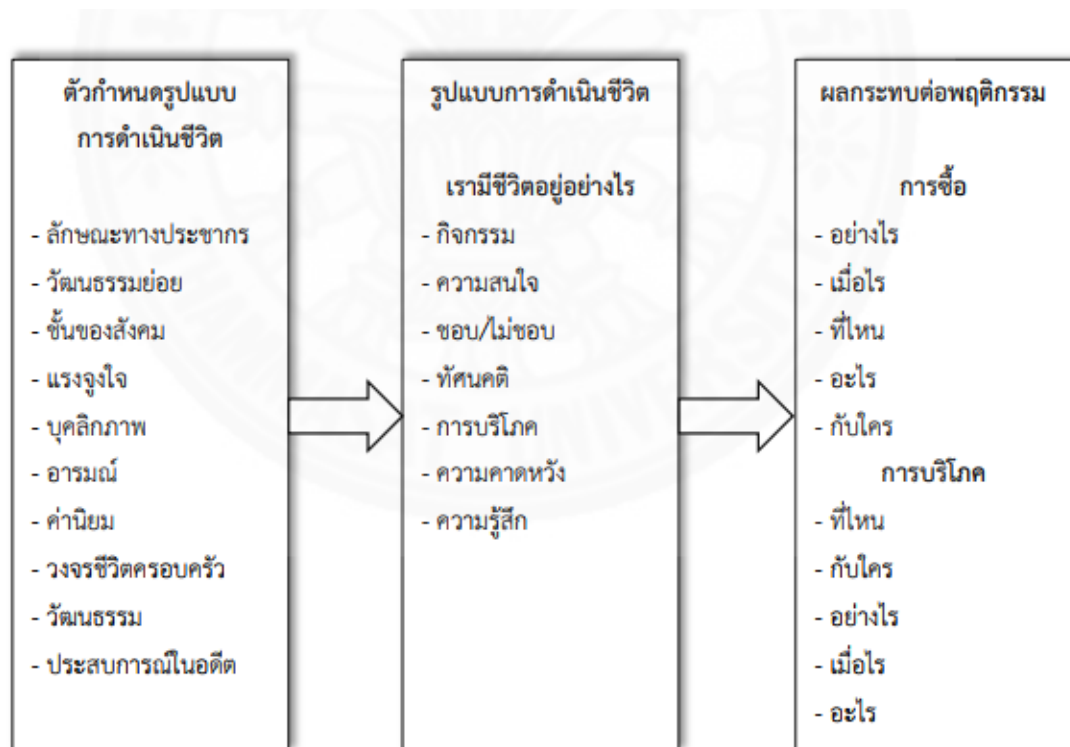 ตัวกำหนดรูปแบบ
การดำเนินชีวิต
- ลักษณะทางประชากร
- วัฒนธรรมย่อย
- ชั้นของสังคม
- แรงจูงใจ
- บุคลิกภาพ
- อารมณ์
- ค่านิยม
- วงจรชีวิตครอบครัว
- วัฒนธรรม
- ประสบการณ์ในอดีต
รูปแบบการดำเนินชีวิต
เรามีชีวิตอยู่อย่างไร
- กิจกรรม
- ความสนใจ
- ชอบ/ไม่ชอบ
- ทัศนคติ
- การบริโภค
- ความคาดหวัง
- ความรู้สึก
ผลกระทบต่อพฤติกรรม
การซื้อ
- อย่างไร
- เมื่อไร
- ที่ไหน
- อะไร
- กับใคร
การบริโภค
- ที่ไหน
- กับใคร
- อย่างไร
- เมื่อไร
- อะไร